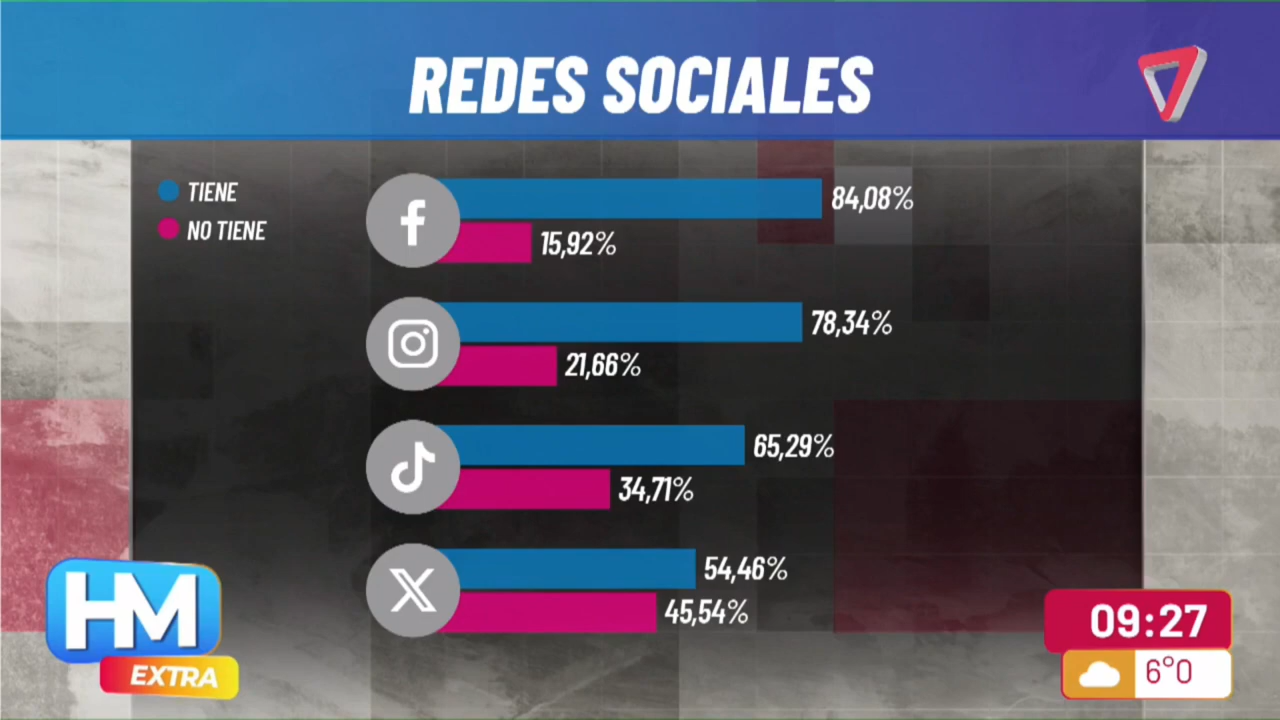 REDES SOCIALES
TIENE
NO TIENE
84,08%
15,92%
78,34%
21,66%
65,29%
34,71%
54,46%
45,54%
HM
EXTRA
09:27
6°0